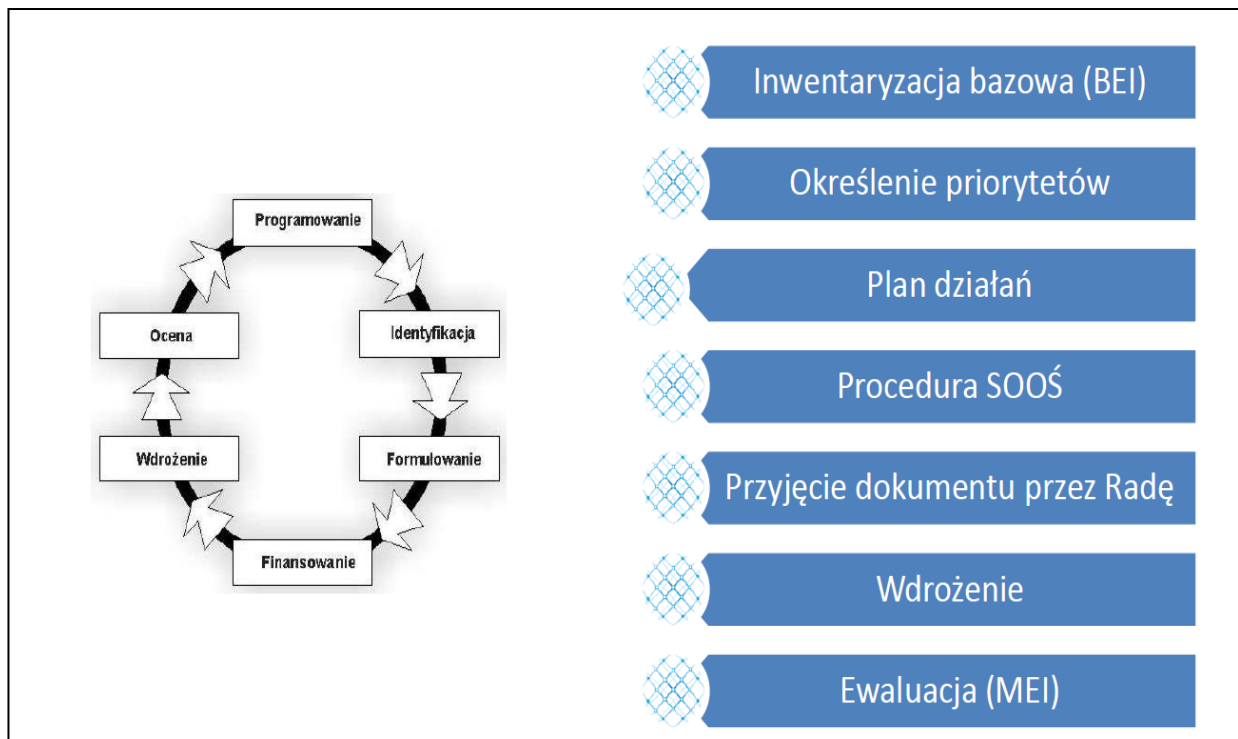 Programowanie
Identyfikacja
Formułowanie
Finansowanie
Wdrożenie
Ocena
Inwentaryzacja bazowa (BEI)
Określenie priorytetów
Plan działań
Procedura SOOŚ
Przyjęcie dokumentu przez Radę
Wdrożenie
Ewaluacja (MEI)